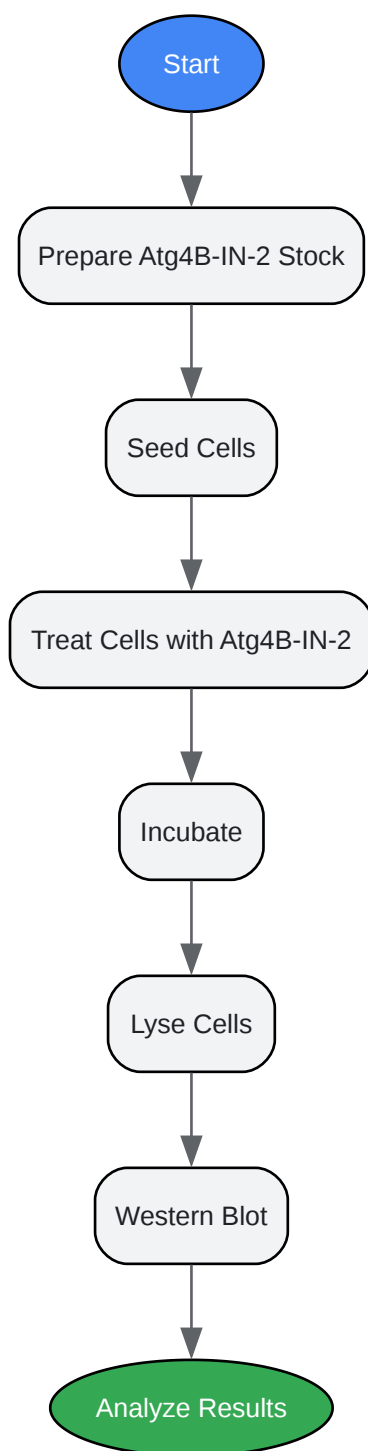 Start
Prepare Atg4B-IN-2 Stock
Seed Cells
Treat Cells with Atg4B-IN-2
Incubate
Lyse Cells
Western Blot
Analyze Results